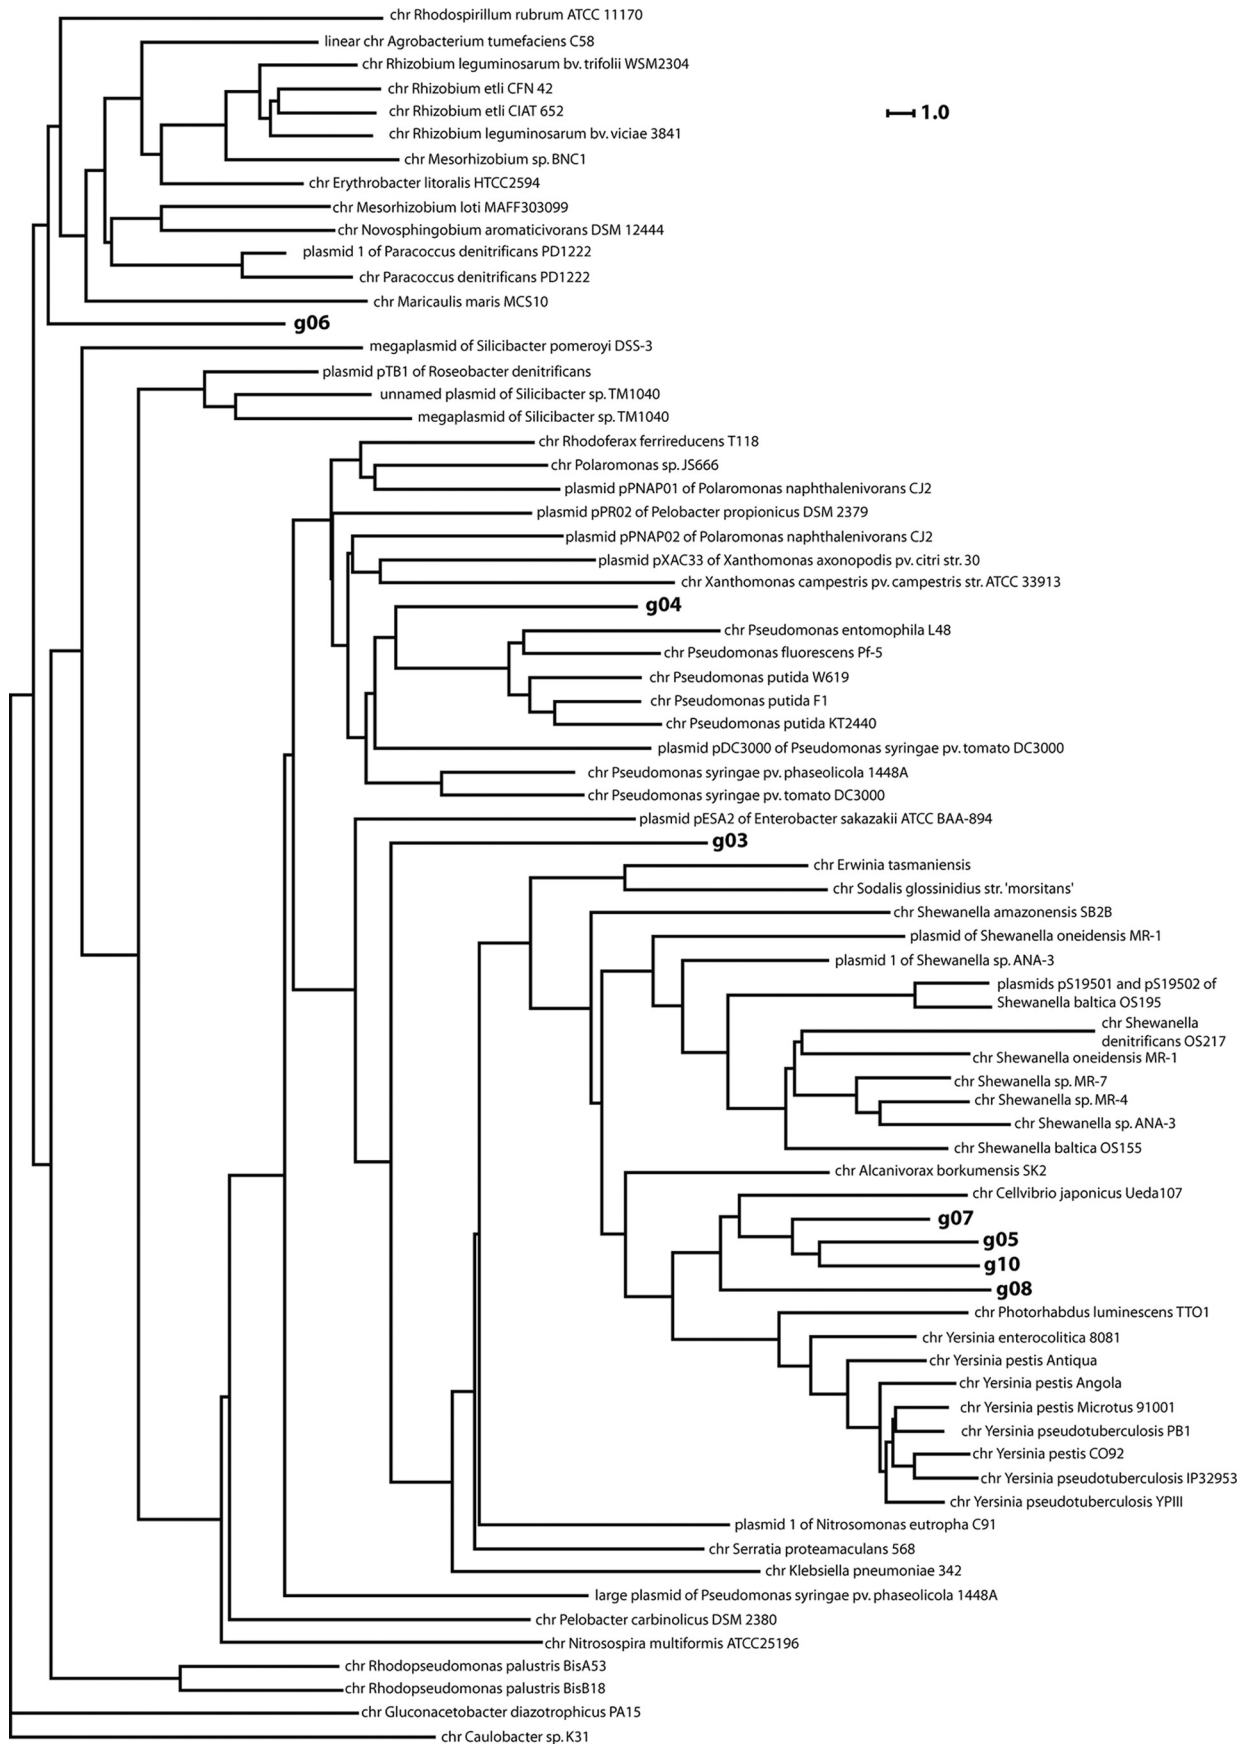 chr Rhodospirillum rubrum ATCC 11170
linear chr Agrobacterium tumefaciens C58
chr Rhizobium leguminosarum bv. trifolii WSM2304
chr Rhizobium etli CFN 42
chr Rhizobium etli CIAT 652
1.0
chr Rhizobium leguminosarum bv. viciae 3841
chr Mesorhizobium sp. BNC1
chr Erythrobacter litoralis HTCC2594
chr Mesorhizobium loti MAFF303099
chr Novosphingobium aromaticivorans DSM 12444
plasmid 1 of Paracoccus denitrificans PD1222
chr Paracoccus denitrificans PD1222
chr Maricaulis maris MCS10
g06
megaplasmid of Silicibacter pomeroyi DSS-3
plasmid pTB1 of Roseobacter denitrificans
unnamed plasmid of Silicibacter sp. TM1040
megaplasmid of Silicibacter sp. TM1040
chr Rhodoferax ferrireducens T118
chr Polaromonas sp. JS666
plasmid pPNAP01 of Polaromonas naphthalenivorans CJ2
plasmid pPR02 of Pelobacter propionicus DSM 2379
plasmid pPNAP02 of Polaromonas naphthalenivorans CJ2
plasmid pXAC33 of Xanthomonas axonopodis pv. citri str. 30
chr Xanthomonas campestris pv. campestris str. ATCC 33913
g04
chr Pseudomonas entomophila L48
chr Pseudomonas fluorescens Pf-5
chr Pseudomonas putida W619
chr Pseudomonas putida F1
chr Pseudomonas putida KT2440
plasmid pDC3000 of Pseudomonas syringae pv. tomato DC3000
chr Pseudomonas syringae pv. phaseolicola 1448A
chr Pseudomonas syringae pv. tomato DC3000
plasmid pESA2 of Enterobacter sakazakii ATCC BAA-894
g03
chr Erwinia tasmaniensis
chr Sodalis glossinidius str. 'morsitans'
chr Shewanella amazonensis SB2B
plasmid of Shewanella oneidensis MR-1
plasmid 1 of Shewanella sp. ANA-3
plasmids pS19501 and pS19502 of
Shewanella baltica OS195
chr Shewanella
denitrificans OS217
chr Shewanella oneidensis MR-1
chr Shewanella sp. MR-7
chr Shewanella sp. MR-4
chr Shewanella sp. ANA-3
chr Shewanella baltica OS155
chr Alcanivorax borkumensis SK2
chr Cellvibrio japonicus Ueda107
g07
g05
g10
g08
chr Photorhabdus luminescens TTO1
chr Yersinia enterocolitica 8081
chr Yersinia pestis Antiqua
chr Yersinia pestis Angola
chr Yersinia pestis Microtus 91001
chr Yersinia pseudotuberculosis PB1
chr Yersinia pestis CO92
chr Yersinia pseudotuberculosis IP32953
chr Yersinia pseudotuberculosis YPIII
plasmid 1 of Nitrosomonas eutropha C91
chr Serratia proteamaculans 568
chr Klebsiella pneumoniae 342
large plasmid of Pseudomonas syringae pv. phaseolicola 1448A
chr Pelobacter carbinolicus DSM 2380
chr Nitrosospira multiformis ATCC25196
chr Rhodopseudomonas palustris BisA53
chr Rhodopseudomonas palustris BisB18
chr Gluconacetobacter diazotrophicus PA15
chr Caulobacter sp. K31